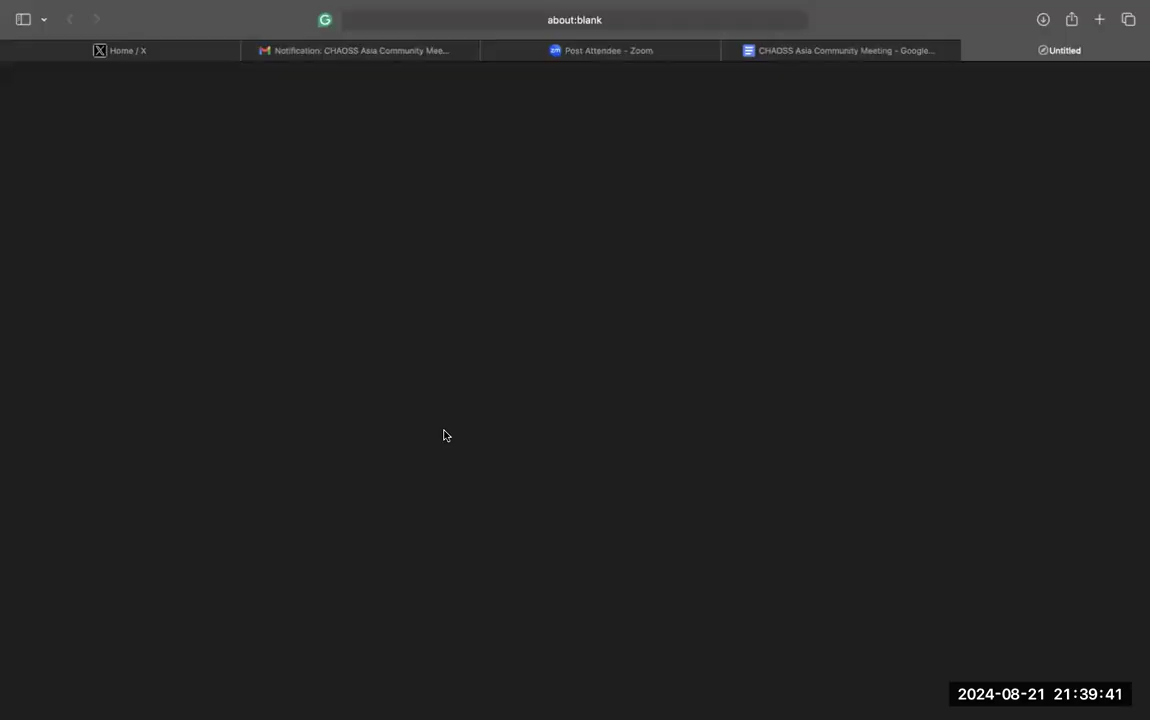 about:blank
Home / X
Notification: CHAOSS Asia Community Mee...
zm Post Attendee - Zoom
CHAOSS Asia Community Meeting - Google...
Untitled
2024-08-21 21:39:41